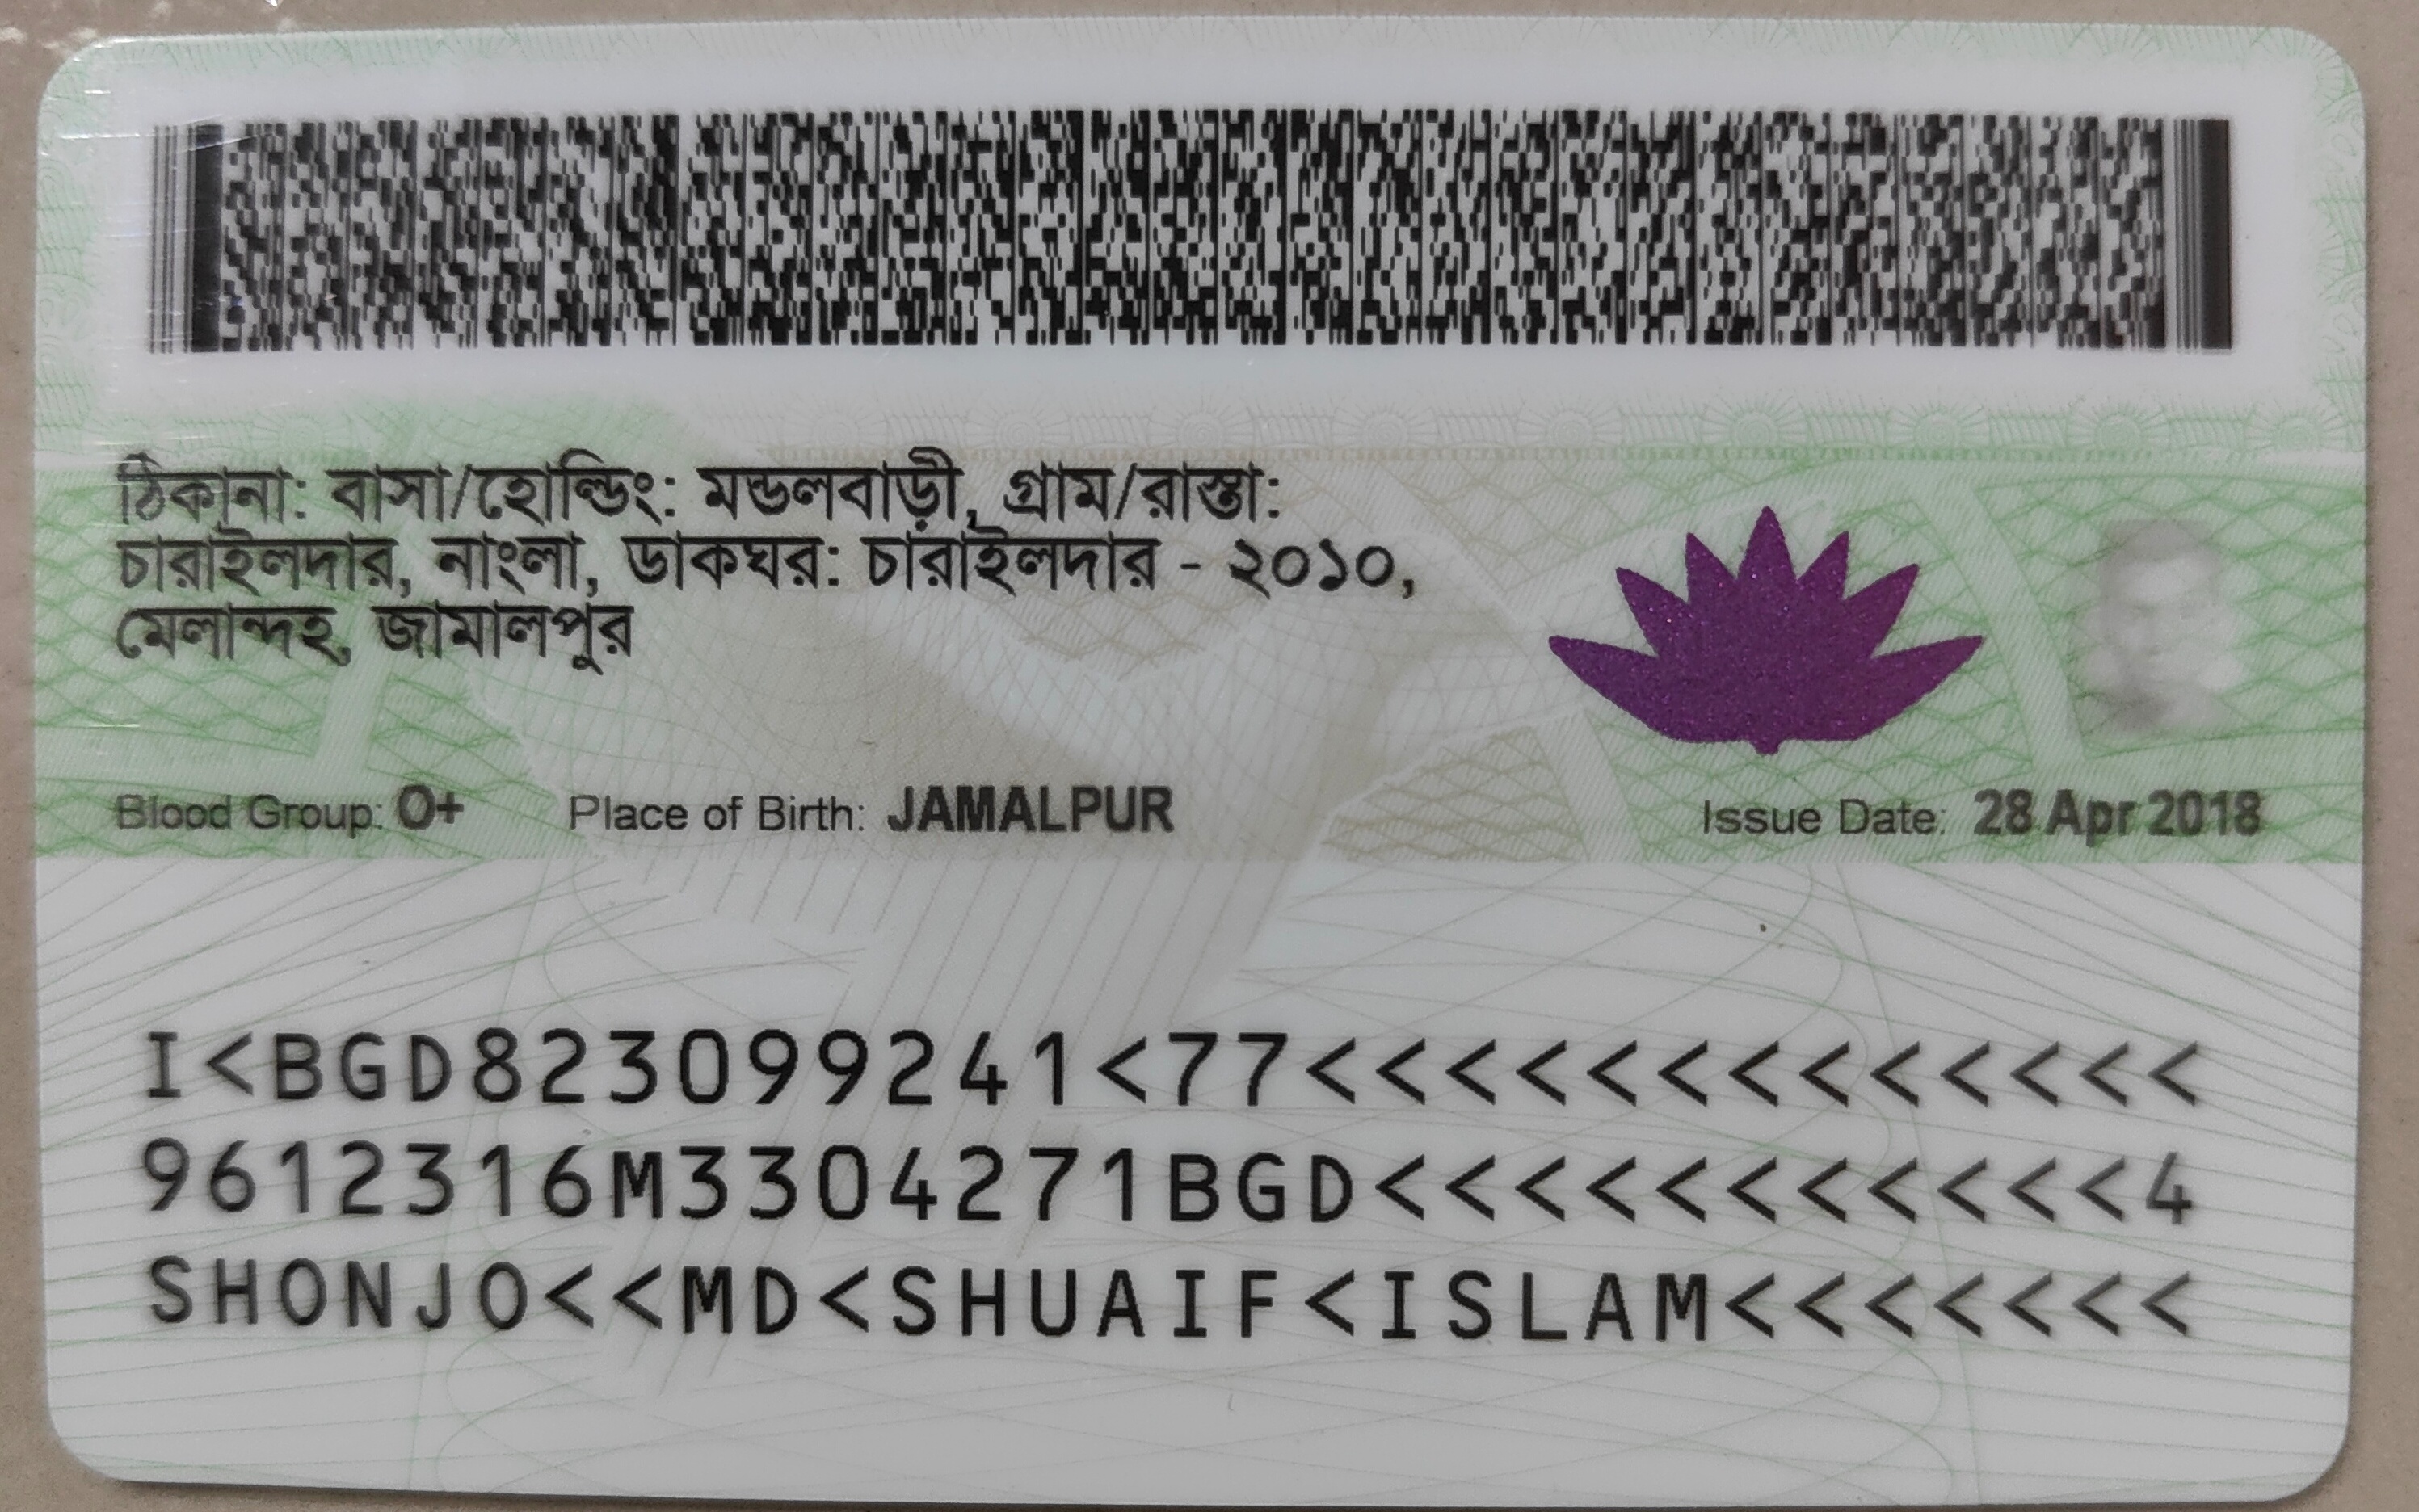 ঠিকানা: বাসা/হোল্ডিং: মন্ডলবাড়ী, গ্রাম/রাস্তা:
চারাইলদার, নাংলা, ডাকঘর: চারাইলদার - ২০১০,
মেলান্দহ, জামালপুর
Blood Group: O+ Place of Birth: JAMALPUR Issue Date: 28 Apr 2018
I<BGD823099241<77<<<<<<<<<<<<<
9612316M3304271BGD<<<<<<<<<<<4
SHONJO<<MD<SHUAIF<ISLAM<<<<<<<